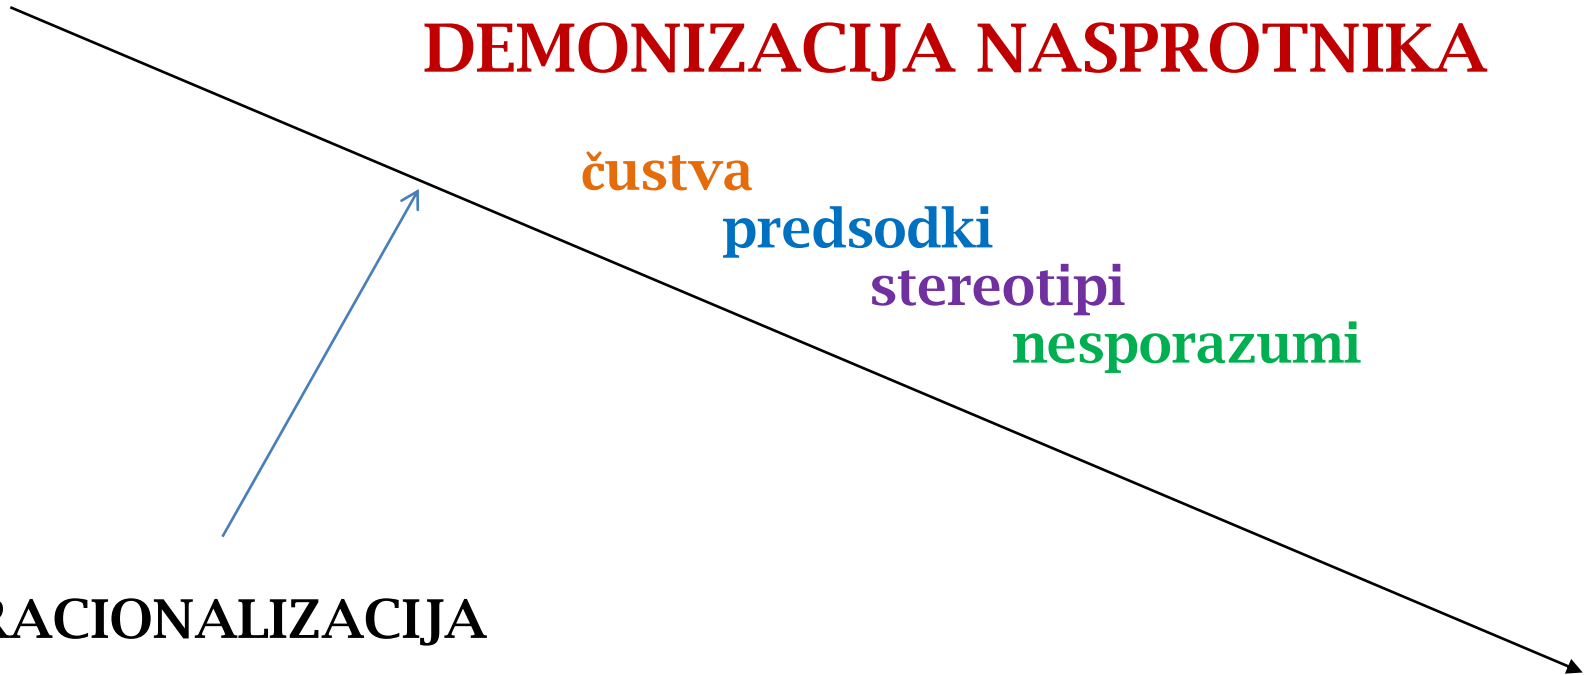 DEMONIZACIJA NASPROTNIKA
čustva
predsodki
stereotipi
nesporazumi
RACIONALIZACIJA